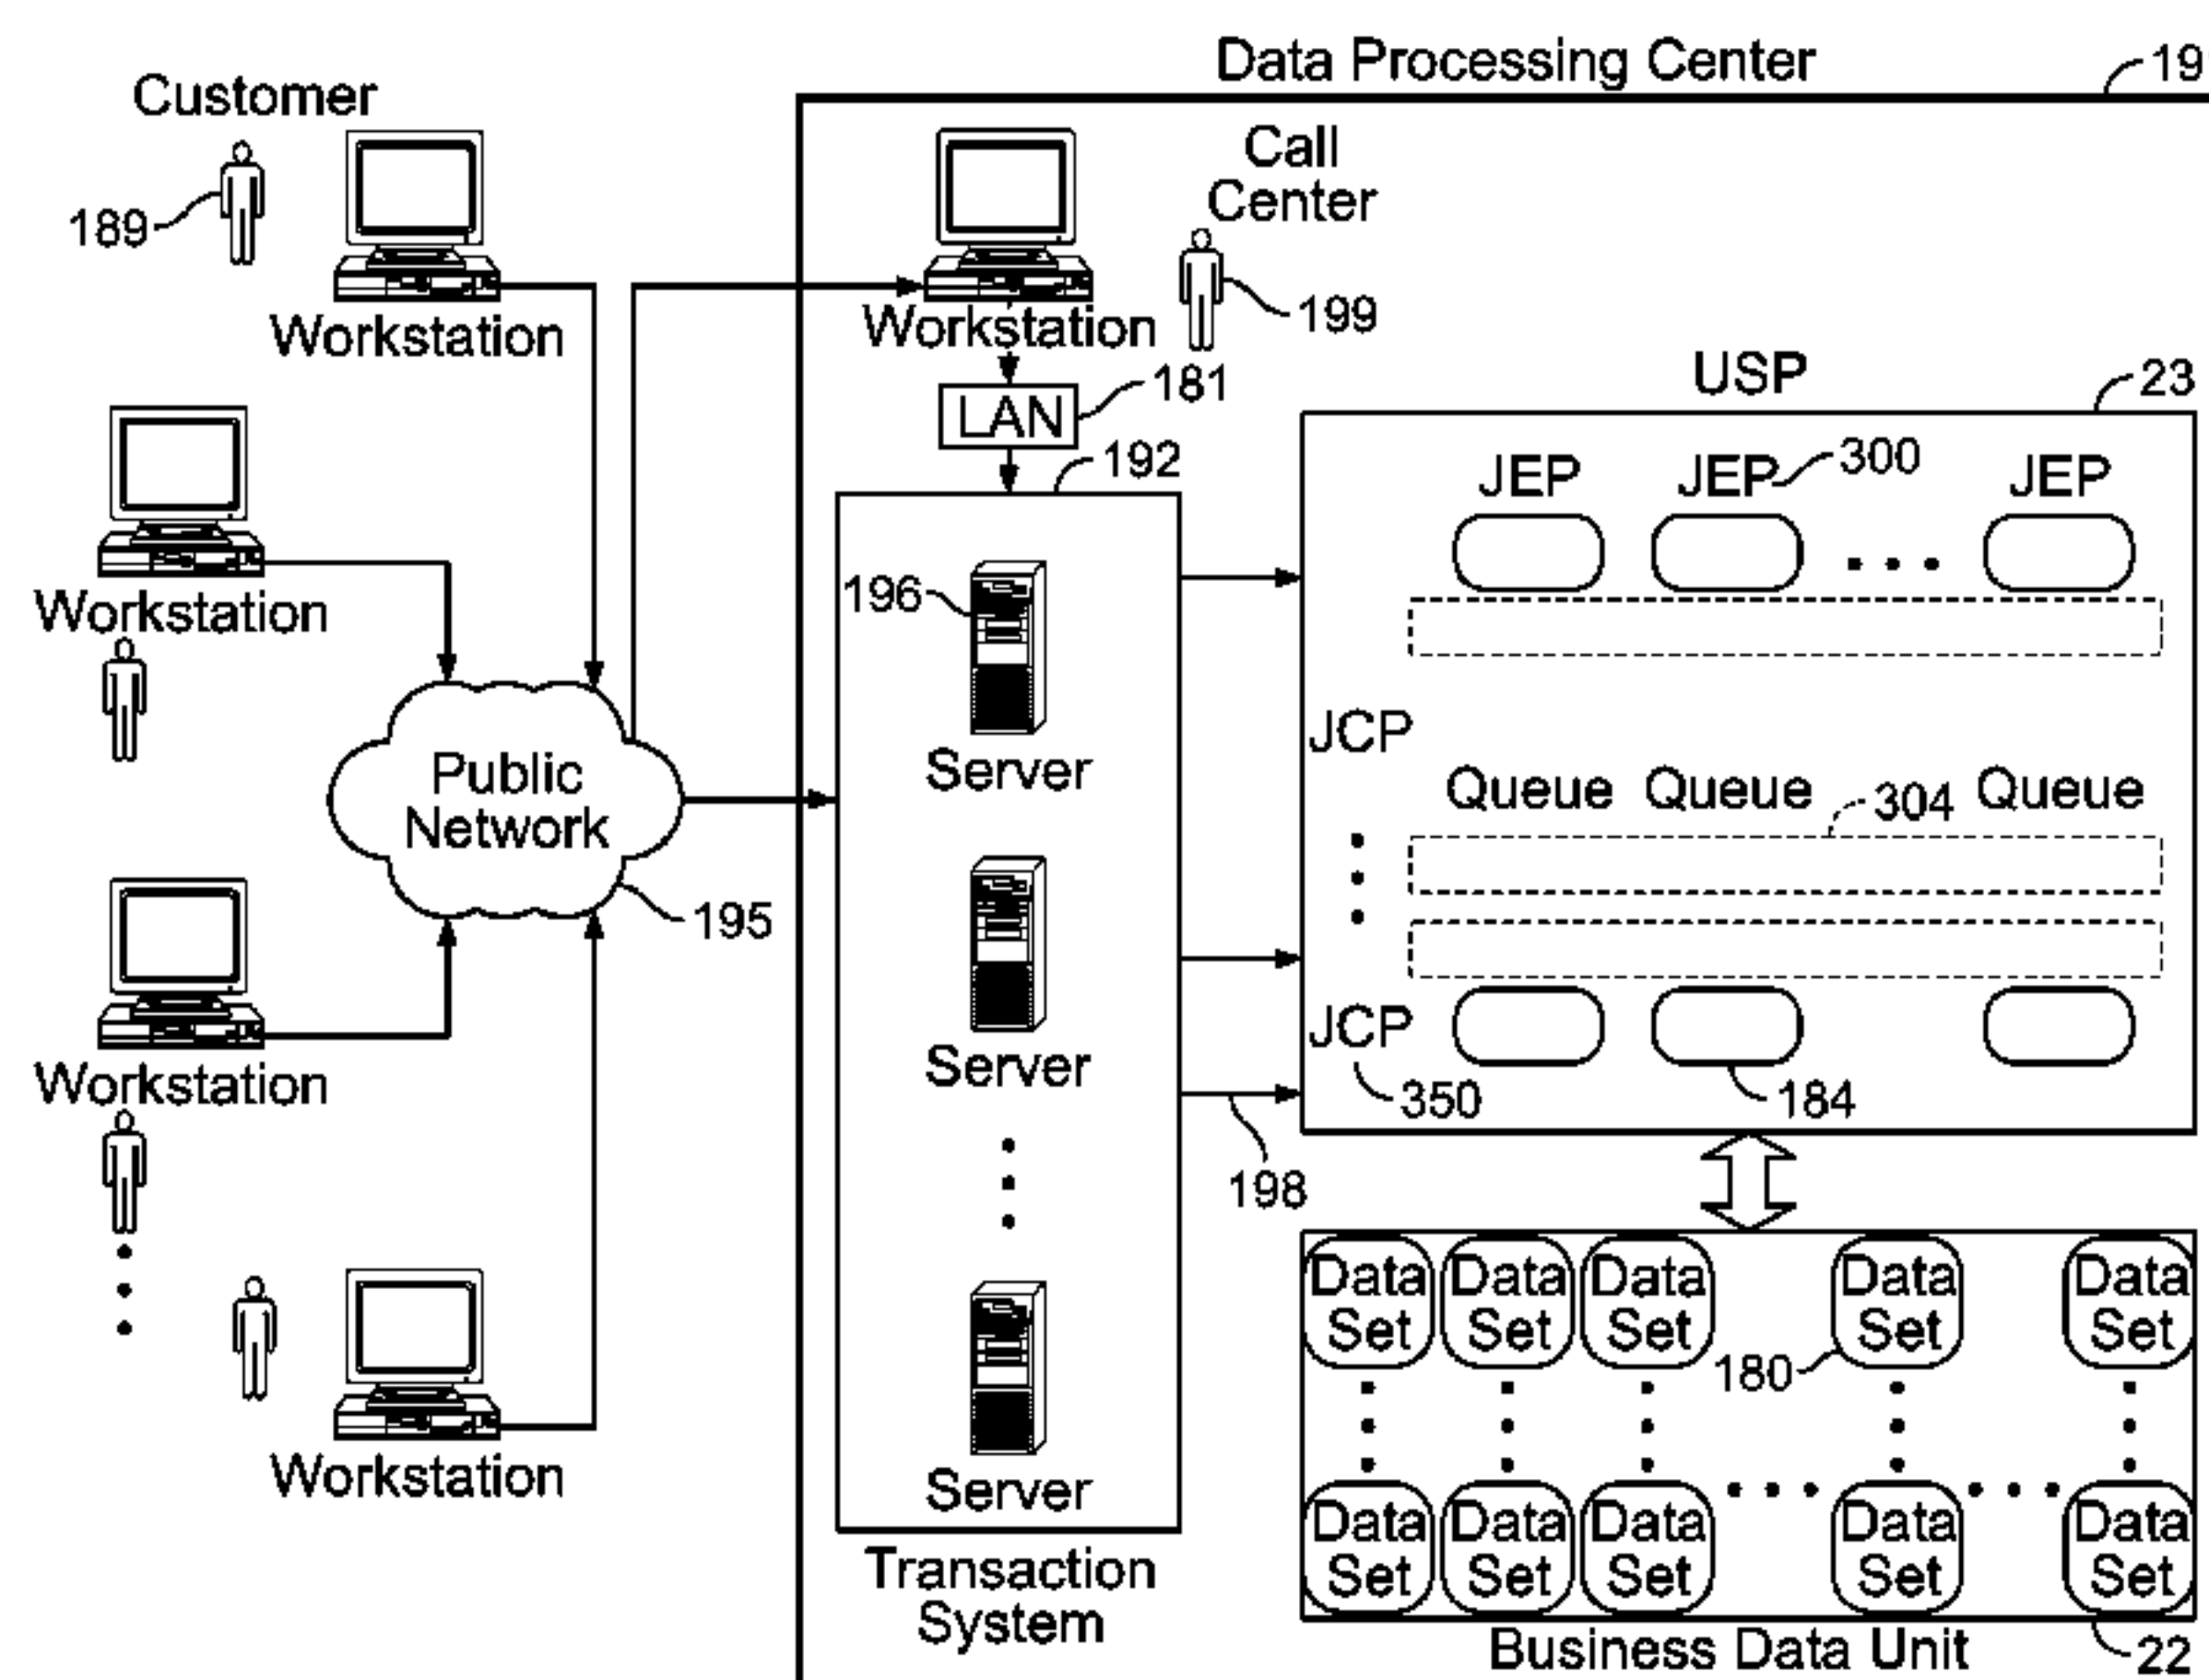 Data Processing Center
19
Customer
189
Workstation
Call
Center
199
Workstation
181
LAN
192
Workstation
Public
Network
195
Workstation
Workstation
196
Server
Server
Server
Transaction
System
198
USP
23
JEP JEP 300 JEP
JCP
Queue Queue 304 Queue
JCP
350
184
Data Data Data Data Data
Set Set Set Set Set
180
Data Data Data Data Data
Set Set Set Set Set
Business Data Unit
22